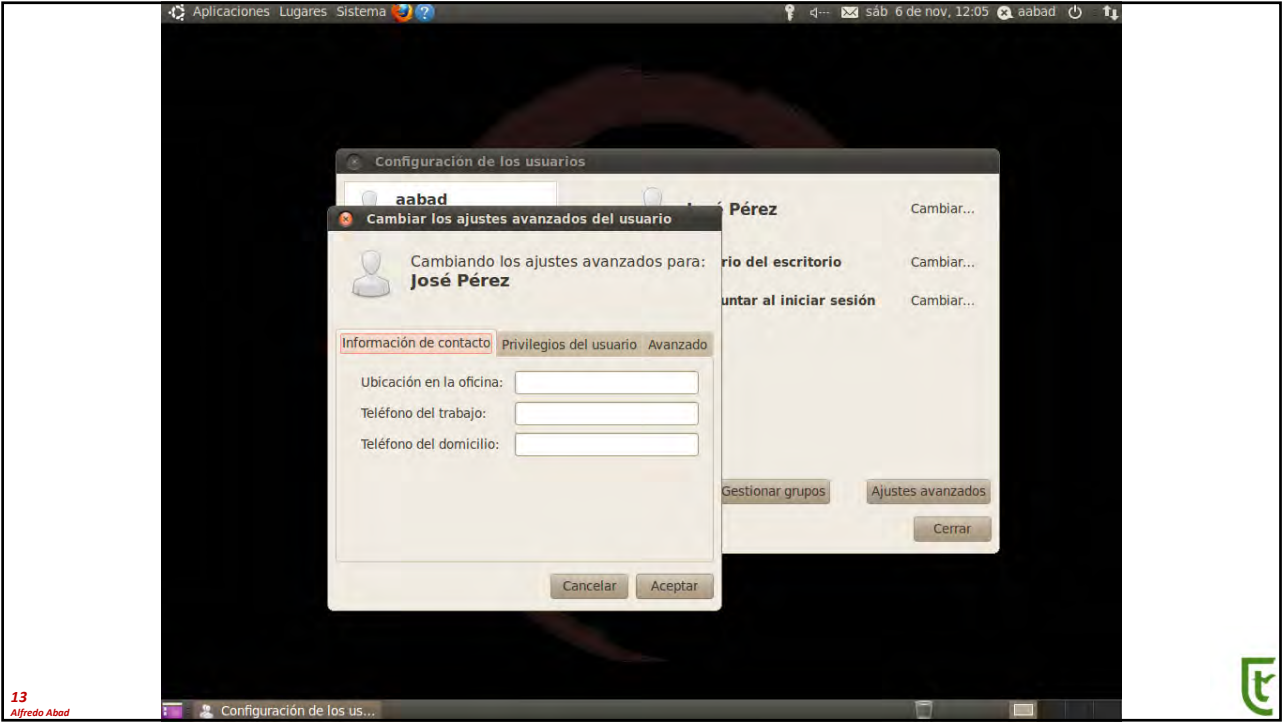 Aplicaciones Lugares Sistema
sáb 6 de nov, 12:05 aabad
Configuración de los usuarios
aabad
Pérez Cambiar...
rio del escritorio Cambiar...
untar al iniciar sesión Cambiar...
Gestionar grupos Ajustes avanzados
Cerrar
Cambiar los ajustes avanzados del usuario
Cambiando los ajustes avanzados para:
José Pérez
Información de contacto Privilegios del usuario Avanzado
Ubicación en la oficina:
Teléfono del trabajo:
Teléfono del domicilio:
Cancelar Aceptar
Configuración de los us...
13
Alfredo Abad